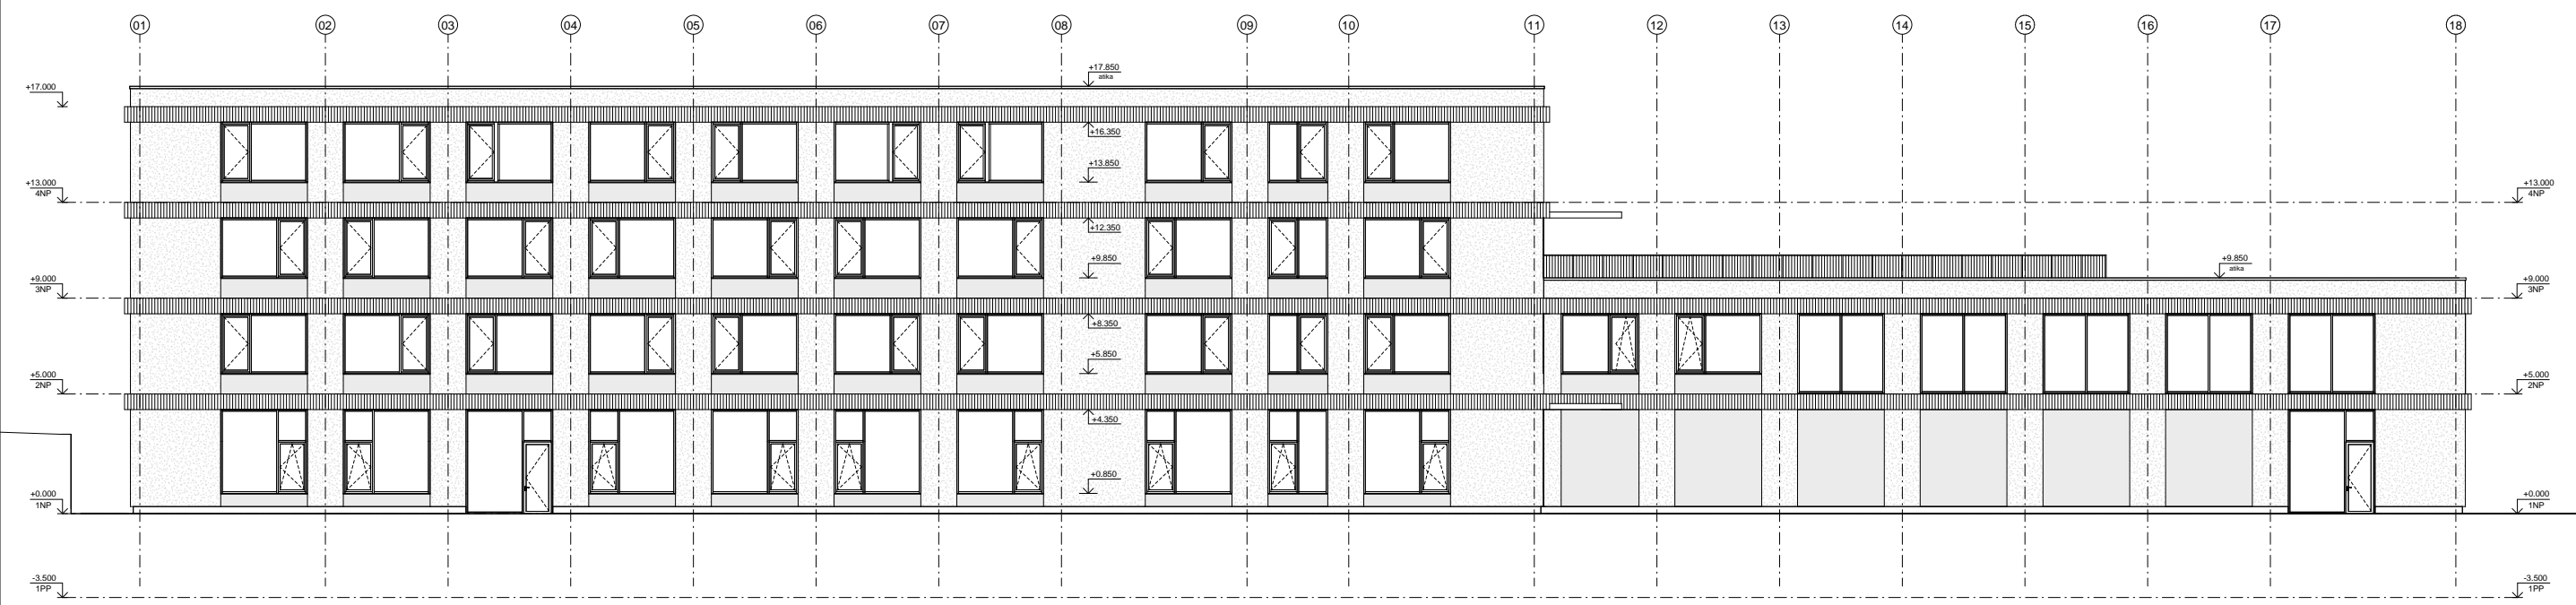 01 02 03 04 05 06 07 08 09 10 11 12 13 14 15 16 17 18
+17.850
atika
+17.000
+16.350
+13.850
+13.000
4NP
+13.000
4NP
+12.350
+9.850
+9.850
atika
+9.000
3NP
+9.000
3NP
+8.350
+5.850
+5.000
2NP
+5.000
2NP
+4.350
+0.850
+0.000
1NP
+0.000
1NP
-3.500
1PP
-3.500
1PP